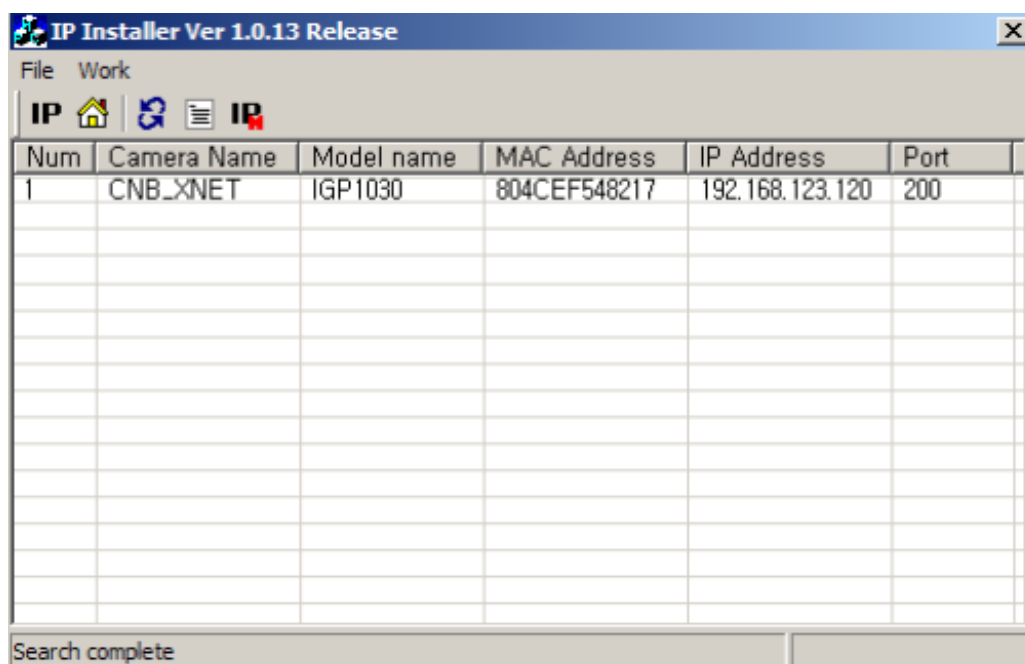 IP Installer Ver 1.0.13 Release
File Work
IP IP
Num Camera Name Model name MAC Address IP Address Port
1 CNB_XNET IGP1030 804CEF548217 192.168.123.120 200
Search complete